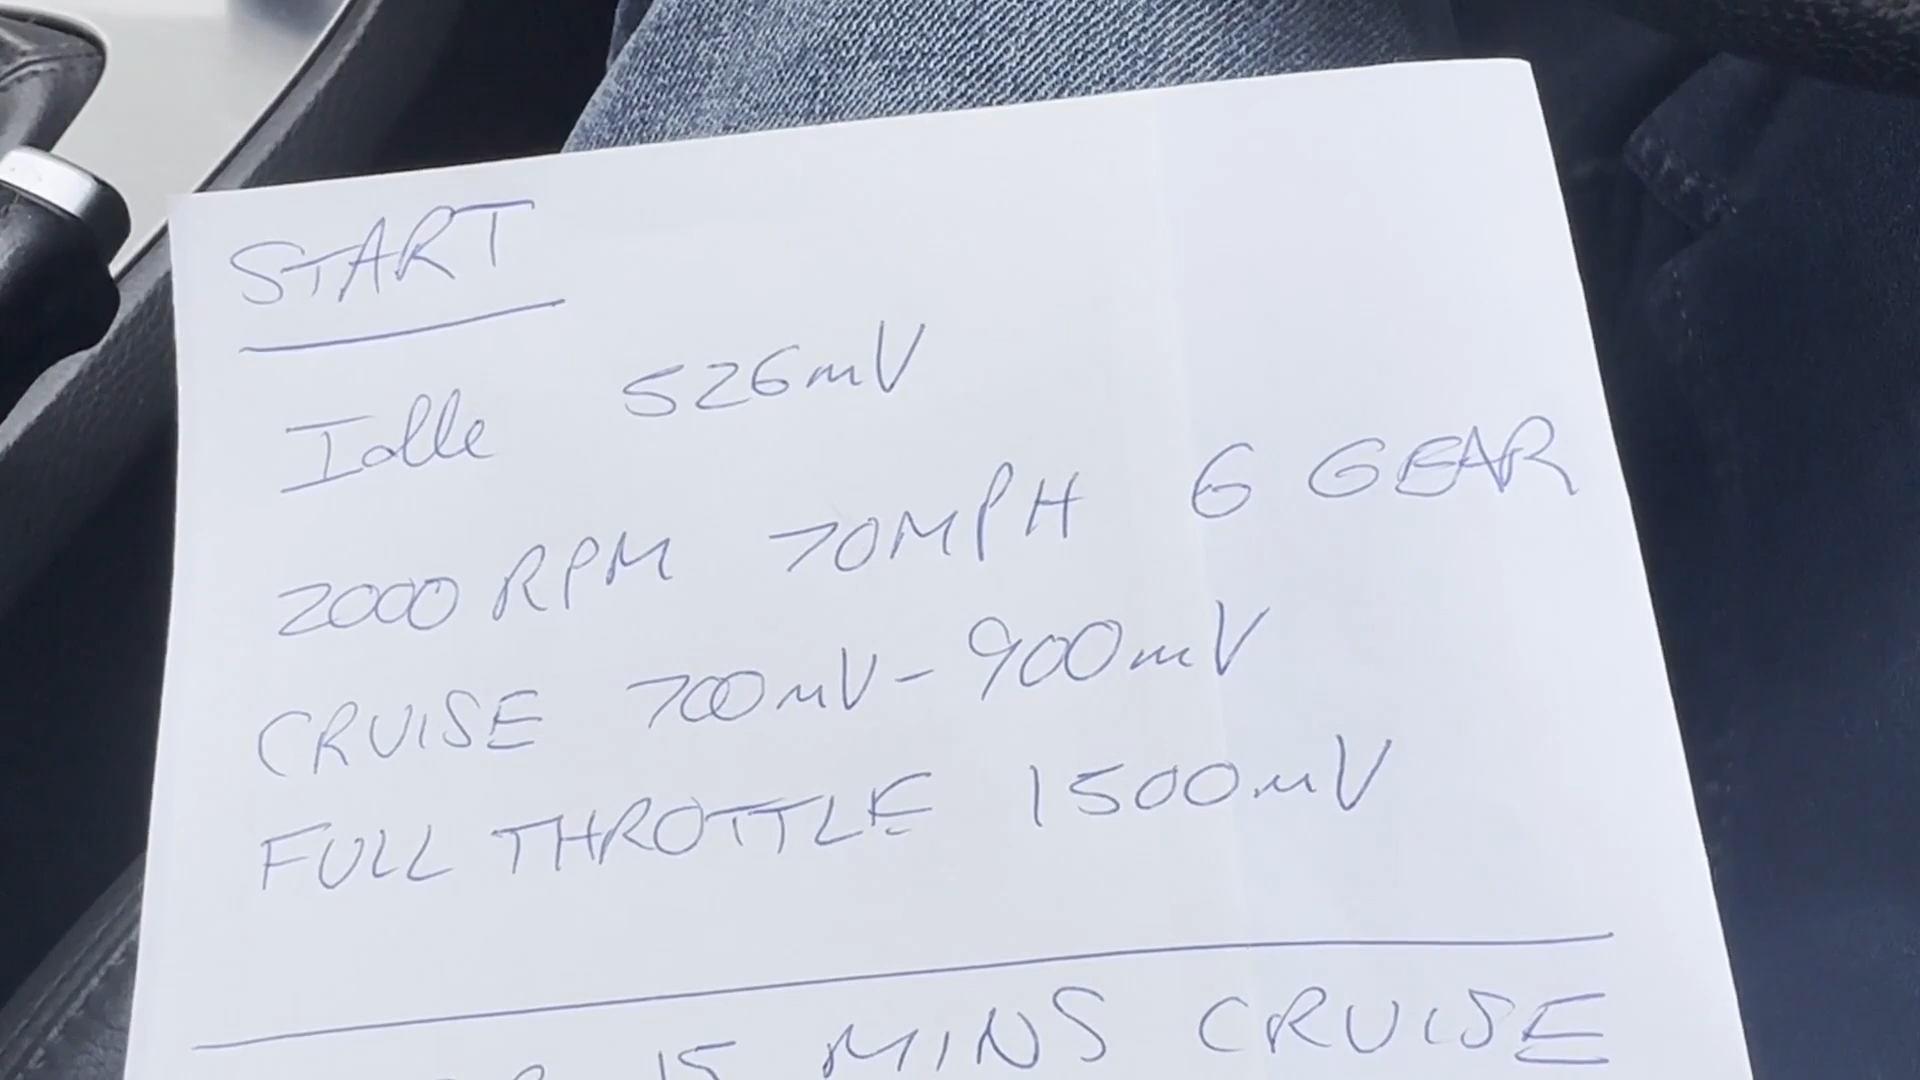 START
Idle 526mV
2000 RPM 70MPH 6 GEAR
CRUISE 700mV-900mV
FULL THROTTLE 1500mV
15 MINS CRUISE